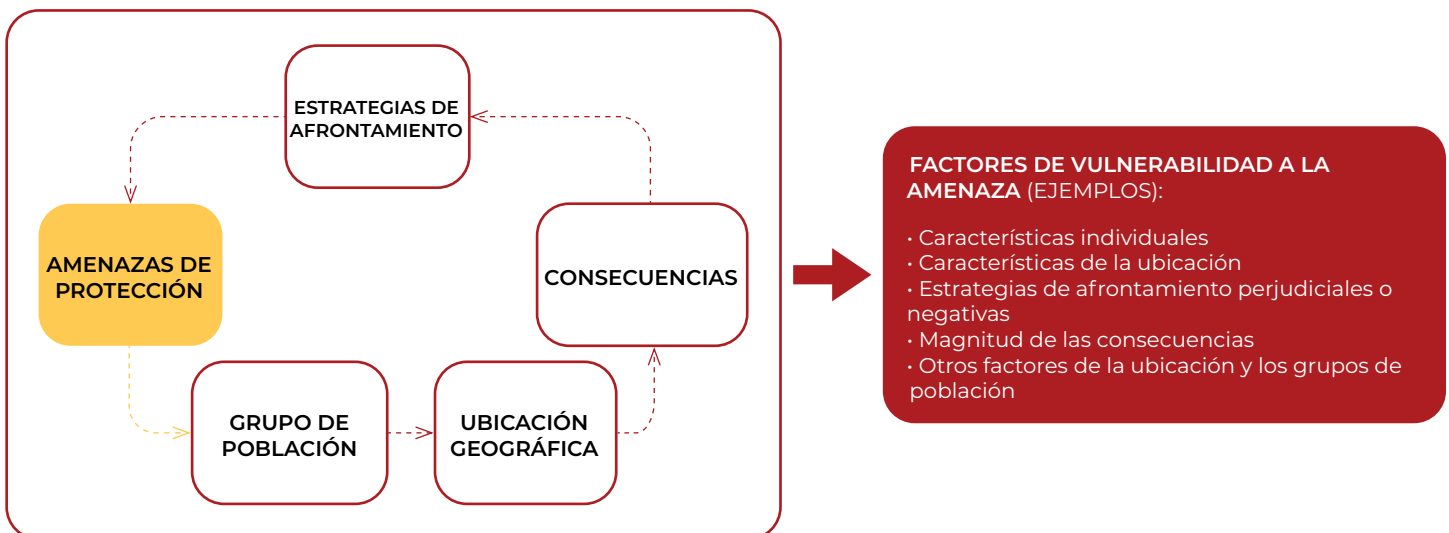 ESTRATEGIAS DE
AFRONTAMIENTO
AMENAZAS DE
PROTECCIÓN
CONSECUENCIAS
GRUPO DE
POBLACIÓN
UBICACIÓN
GEOGRÁFICA
FACTORES DE VULNERABILIDAD A LA
AMENAZA (EJEMPLOS):
• Características individuales
• Características de la ubicación
• Estrategias de afrontamiento perjudiciales o
negativas
• Magnitud de las consecuencias
• Otros factores de la ubicación y los grupos de
población